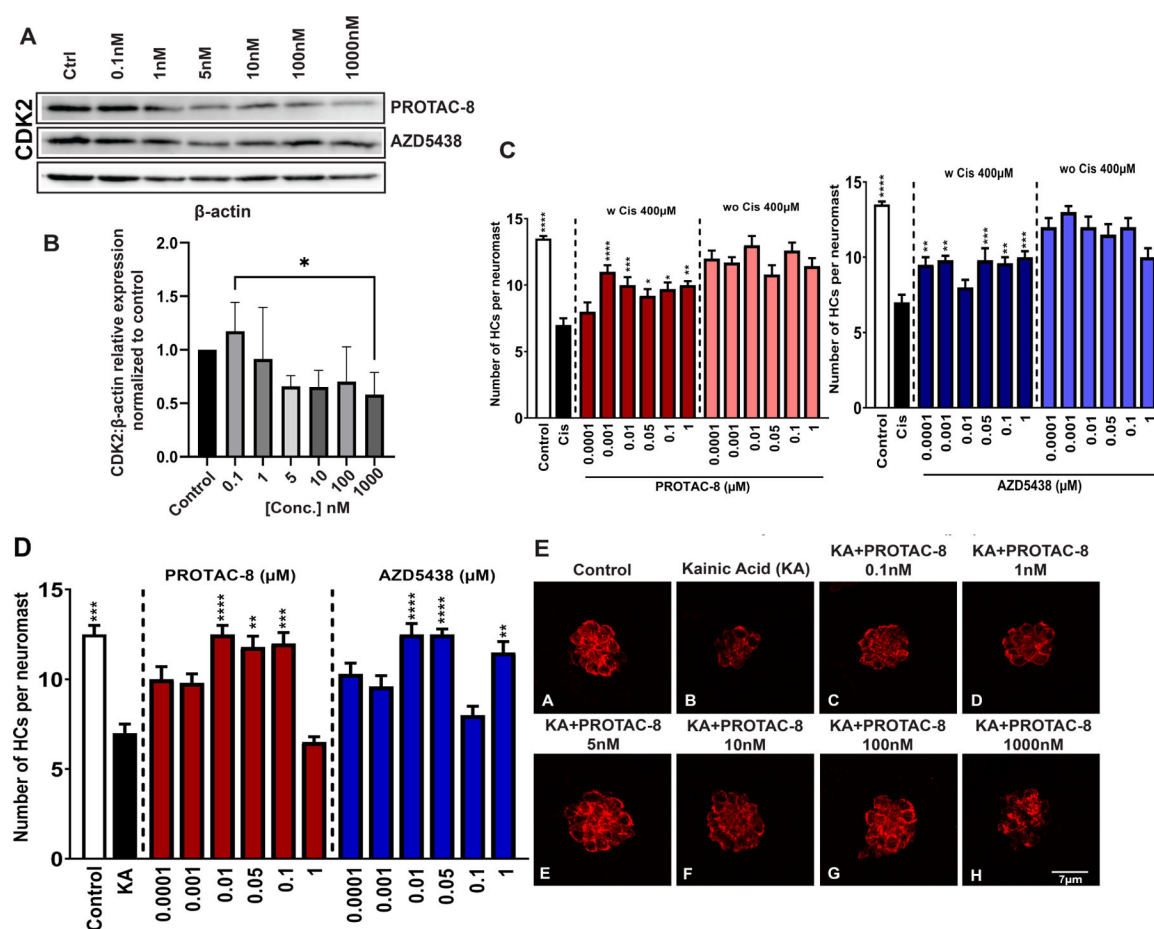 A
Ctrl
0.1nM
1nM
5nM
10nM
100nM
1000nM
CDK2
PROTAC-8
AZD5438
β-actin
B
CDK2:β-actin relative expression
normalized to control
2.0
1.5
1.0
0.5
0.0
*
Control
0.1
1
5
10
100
1000
[Conc.] nM
C
Number of HCs per neuromast
15
10
5
0
w Cis 400μM
wo Cis 400μM
****
****
***
*
*
**
Control
Cis
0.0001
0.001
0.01
0.05
0.1
1
0.0001
0.001
0.01
0.05
0.1
1
PROTAC-8 (μM)
Number of HCs per neuromast
15
10
5
0
w Cis 400μM
wo Cis 400μM
****
**
**
***
**
***
Control
Cis
0.0001
0.001
0.01
0.05
0.1
1
0.0001
0.001
0.01
0.05
0.1
1
AZD5438 (μM)
D
Number of HCs per neuromast
15
10
5
0
PROTAC-8 (μM)
AZD5438 (μM)
***
****
**
***
****
****
**
Control
KA
0.0001
0.001
0.01
0.05
0.1
1
0.0001
0.001
0.01
0.05
0.1
1
E
Control
Kainic Acid (KA)
KA+PROTAC-8
0.1nM
KA+PROTAC-8
1nM
A
B
C
D
KA+PROTAC-8
5nM
KA+PROTAC-8
10nM
KA+PROTAC-8
100nM
KA+PROTAC-8
1000nM
E
F
G
H
7μm